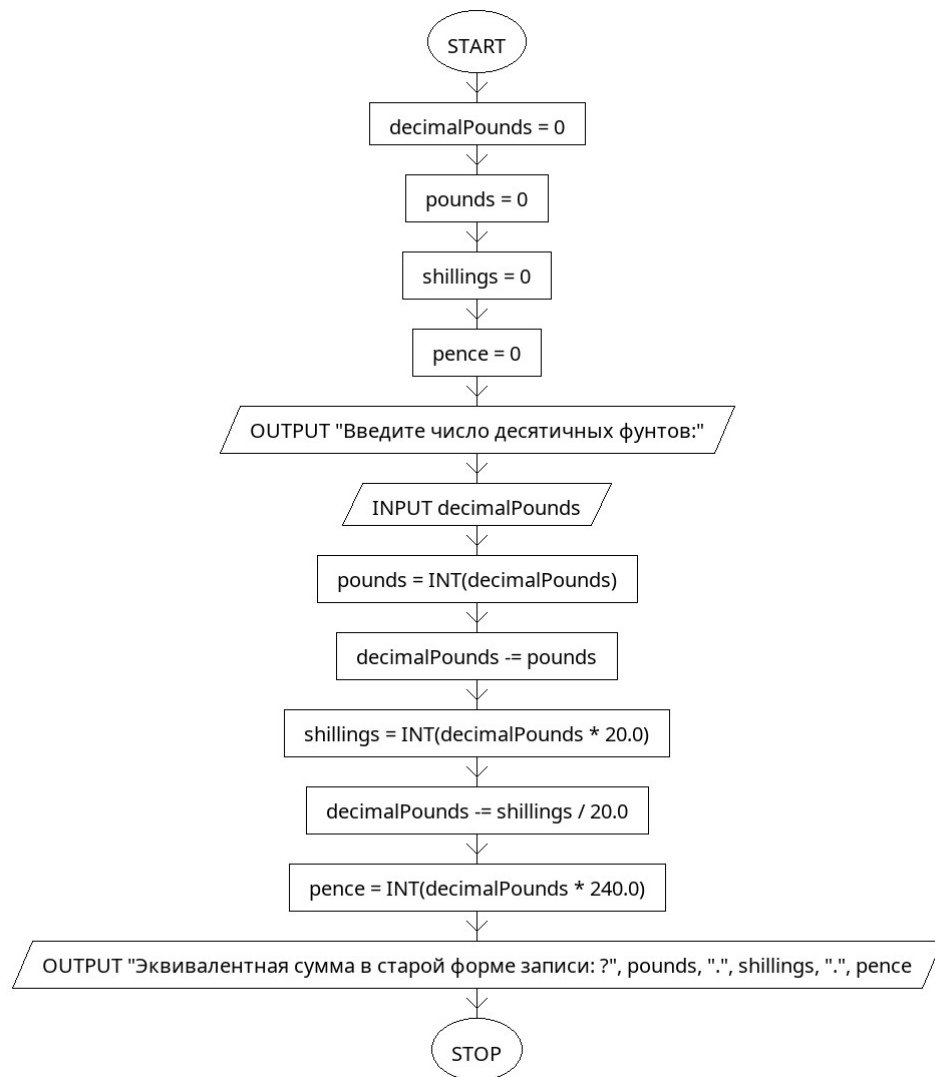 START
decimalPounds = 0
pounds = 0
shillings = 0
pence = 0
OUTPUT "Введите число десятичных фунтов:"
INPUT decimalPounds
pounds = INT(decimalPounds)
decimalPounds -= pounds
shillings = INT(decimalPounds * 20.0)
decimalPounds -= shillings / 20.0
pence = INT(decimalPounds * 240.0)
OUTPUT "Эквивалентная сумма в старой форме записи: ?", pounds, ".", shillings, ".", pence
STOP